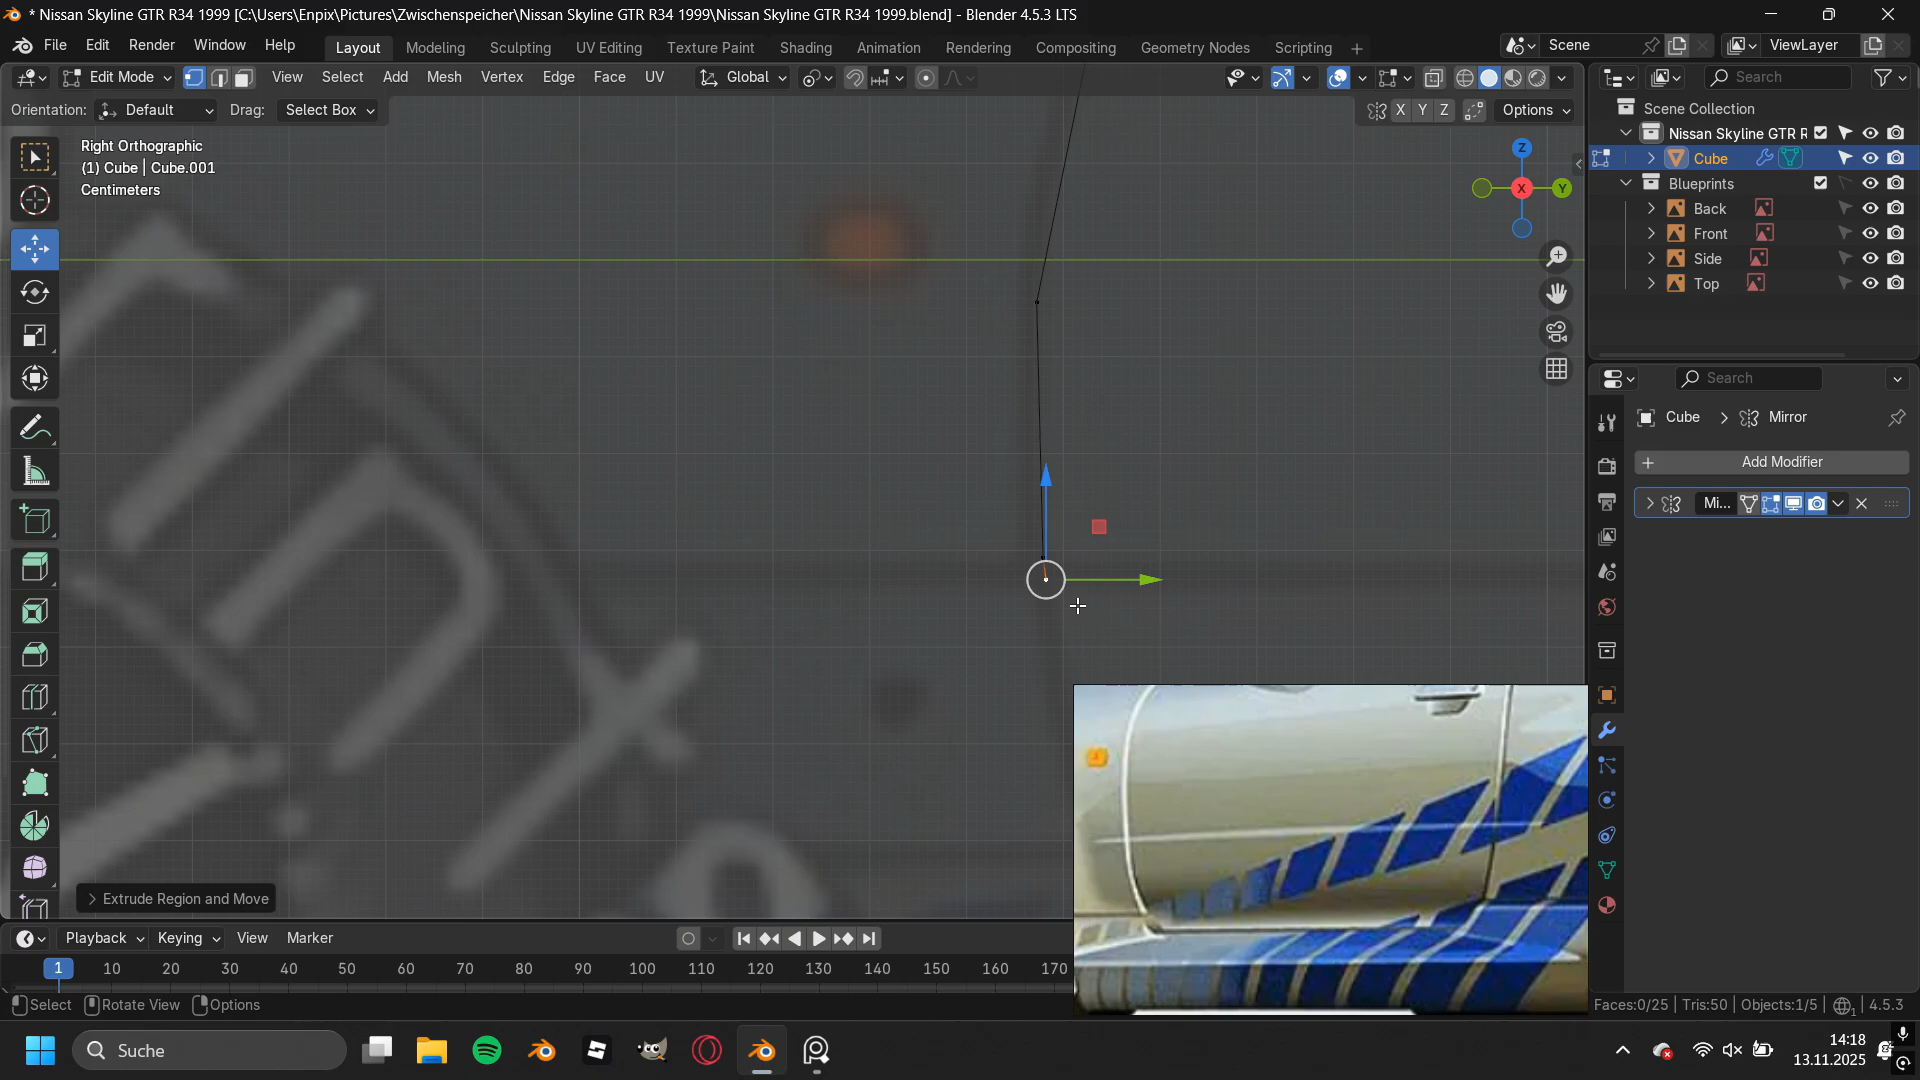 * Nissan Skyline GTR R34 1999 [C:\Users\Enpix\Pictures\Zwischenspeicher\Nissan Skyline GTR R34 1999\Nissan Skyline GTR R34 1999.blend] - Blender 4.5.3 LTS
File Edit Render Window Help Layout Modeling Sculpting UV Editing Texture Paint Shading Animation Rendering Compositing Geometry Nodes Scripting + Scene ViewLayer
Edit Mode View Select Add Mesh Vertex Edge Face UV Global Search
Orientation: Default Drag: Select Box X Y Z Options
Scene Collection
Nissan Skyline GTR R
Cube
Blueprints
Back
Front
Side
Top
Right Orthographic
(1) Cube | Cube.001
Centimeters
Z
X
Y
Search
Cube > Mirror
+ Add Modifier
Mi...
Extrude Region and Move
Playback Keying View Marker
1 10 20 30 40 50 60 70 80 90 100 110 120 130 140 150 160 170
Select Rotate View Options
Faces:0/25 | Tris:50 | Objects:1/5 | 1 | 4.5.3
Suche
14:18
13.11.2025